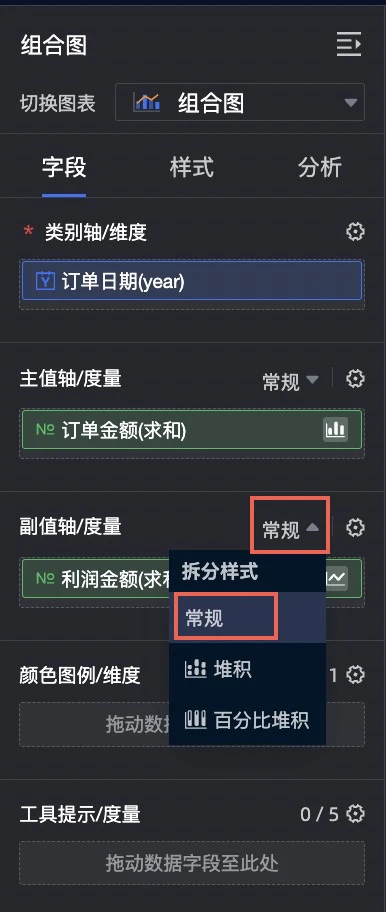 组合图
切换图表 组合图
字段 样式 分析
* 类别轴/维度
Y 订单日期(year)
主值轴/度量 常规
№ 订单金额(求和)
副值轴/度量 常规
№ 利润金额(求和
拆分样式
常规
堆积
百分比堆积
颜色图例/维度 1
拖动数据
工具提示/度量 0 / 5
拖动数据字段至此处